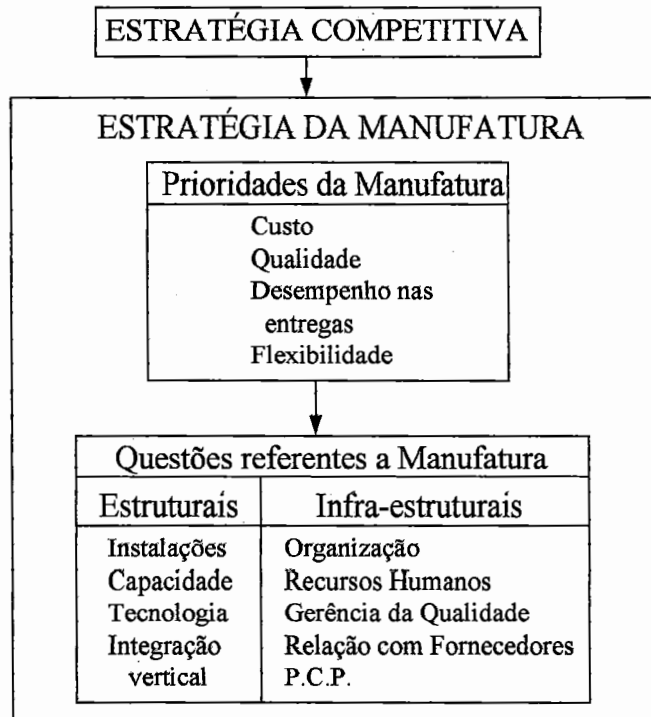 ESTRATÉGIA COMPETITIVA
ESTRATÉGIA DA MANUFATURA
Prioridades da Manufatura
Custo
Qualidade
Desempenho nas
entregas
Flexibilidade
Questões referentes a Manufatura
Estruturais
Instalações
Capacidade
Tecnologia
Integração
vertical
Infra-estruturais
Organização
Recursos Humanos
Gerência da Qualidade
Relação com Fornecedores
P.C.P.